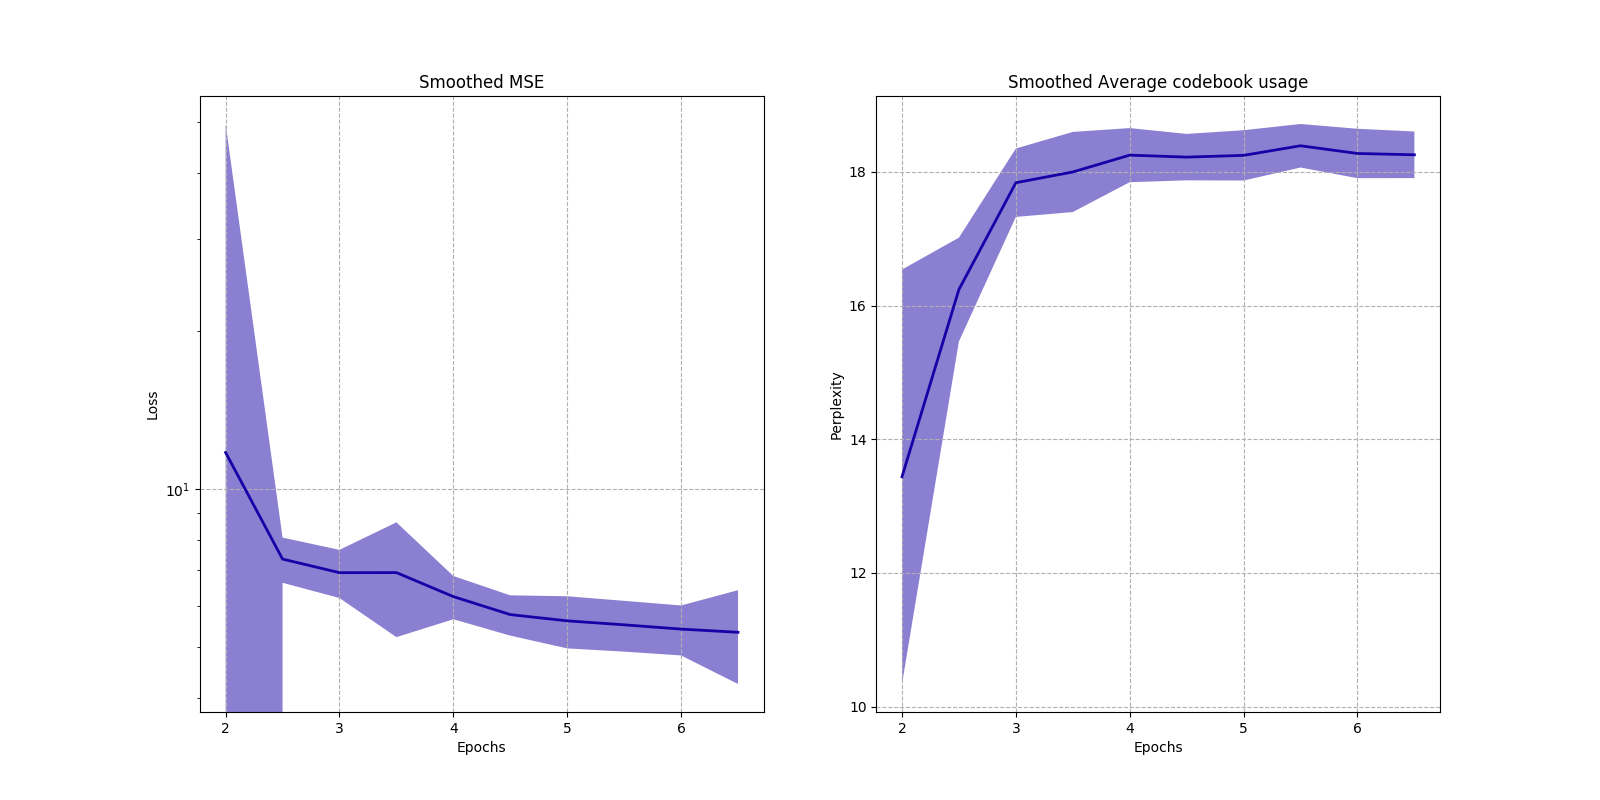 Smoothed MSE
Loss
10¹
2 3 4 5 6
Epochs
Smoothed Average codebook usage
Perplexity
18
16
14
12
10
2 3 4 5 6
Epochs